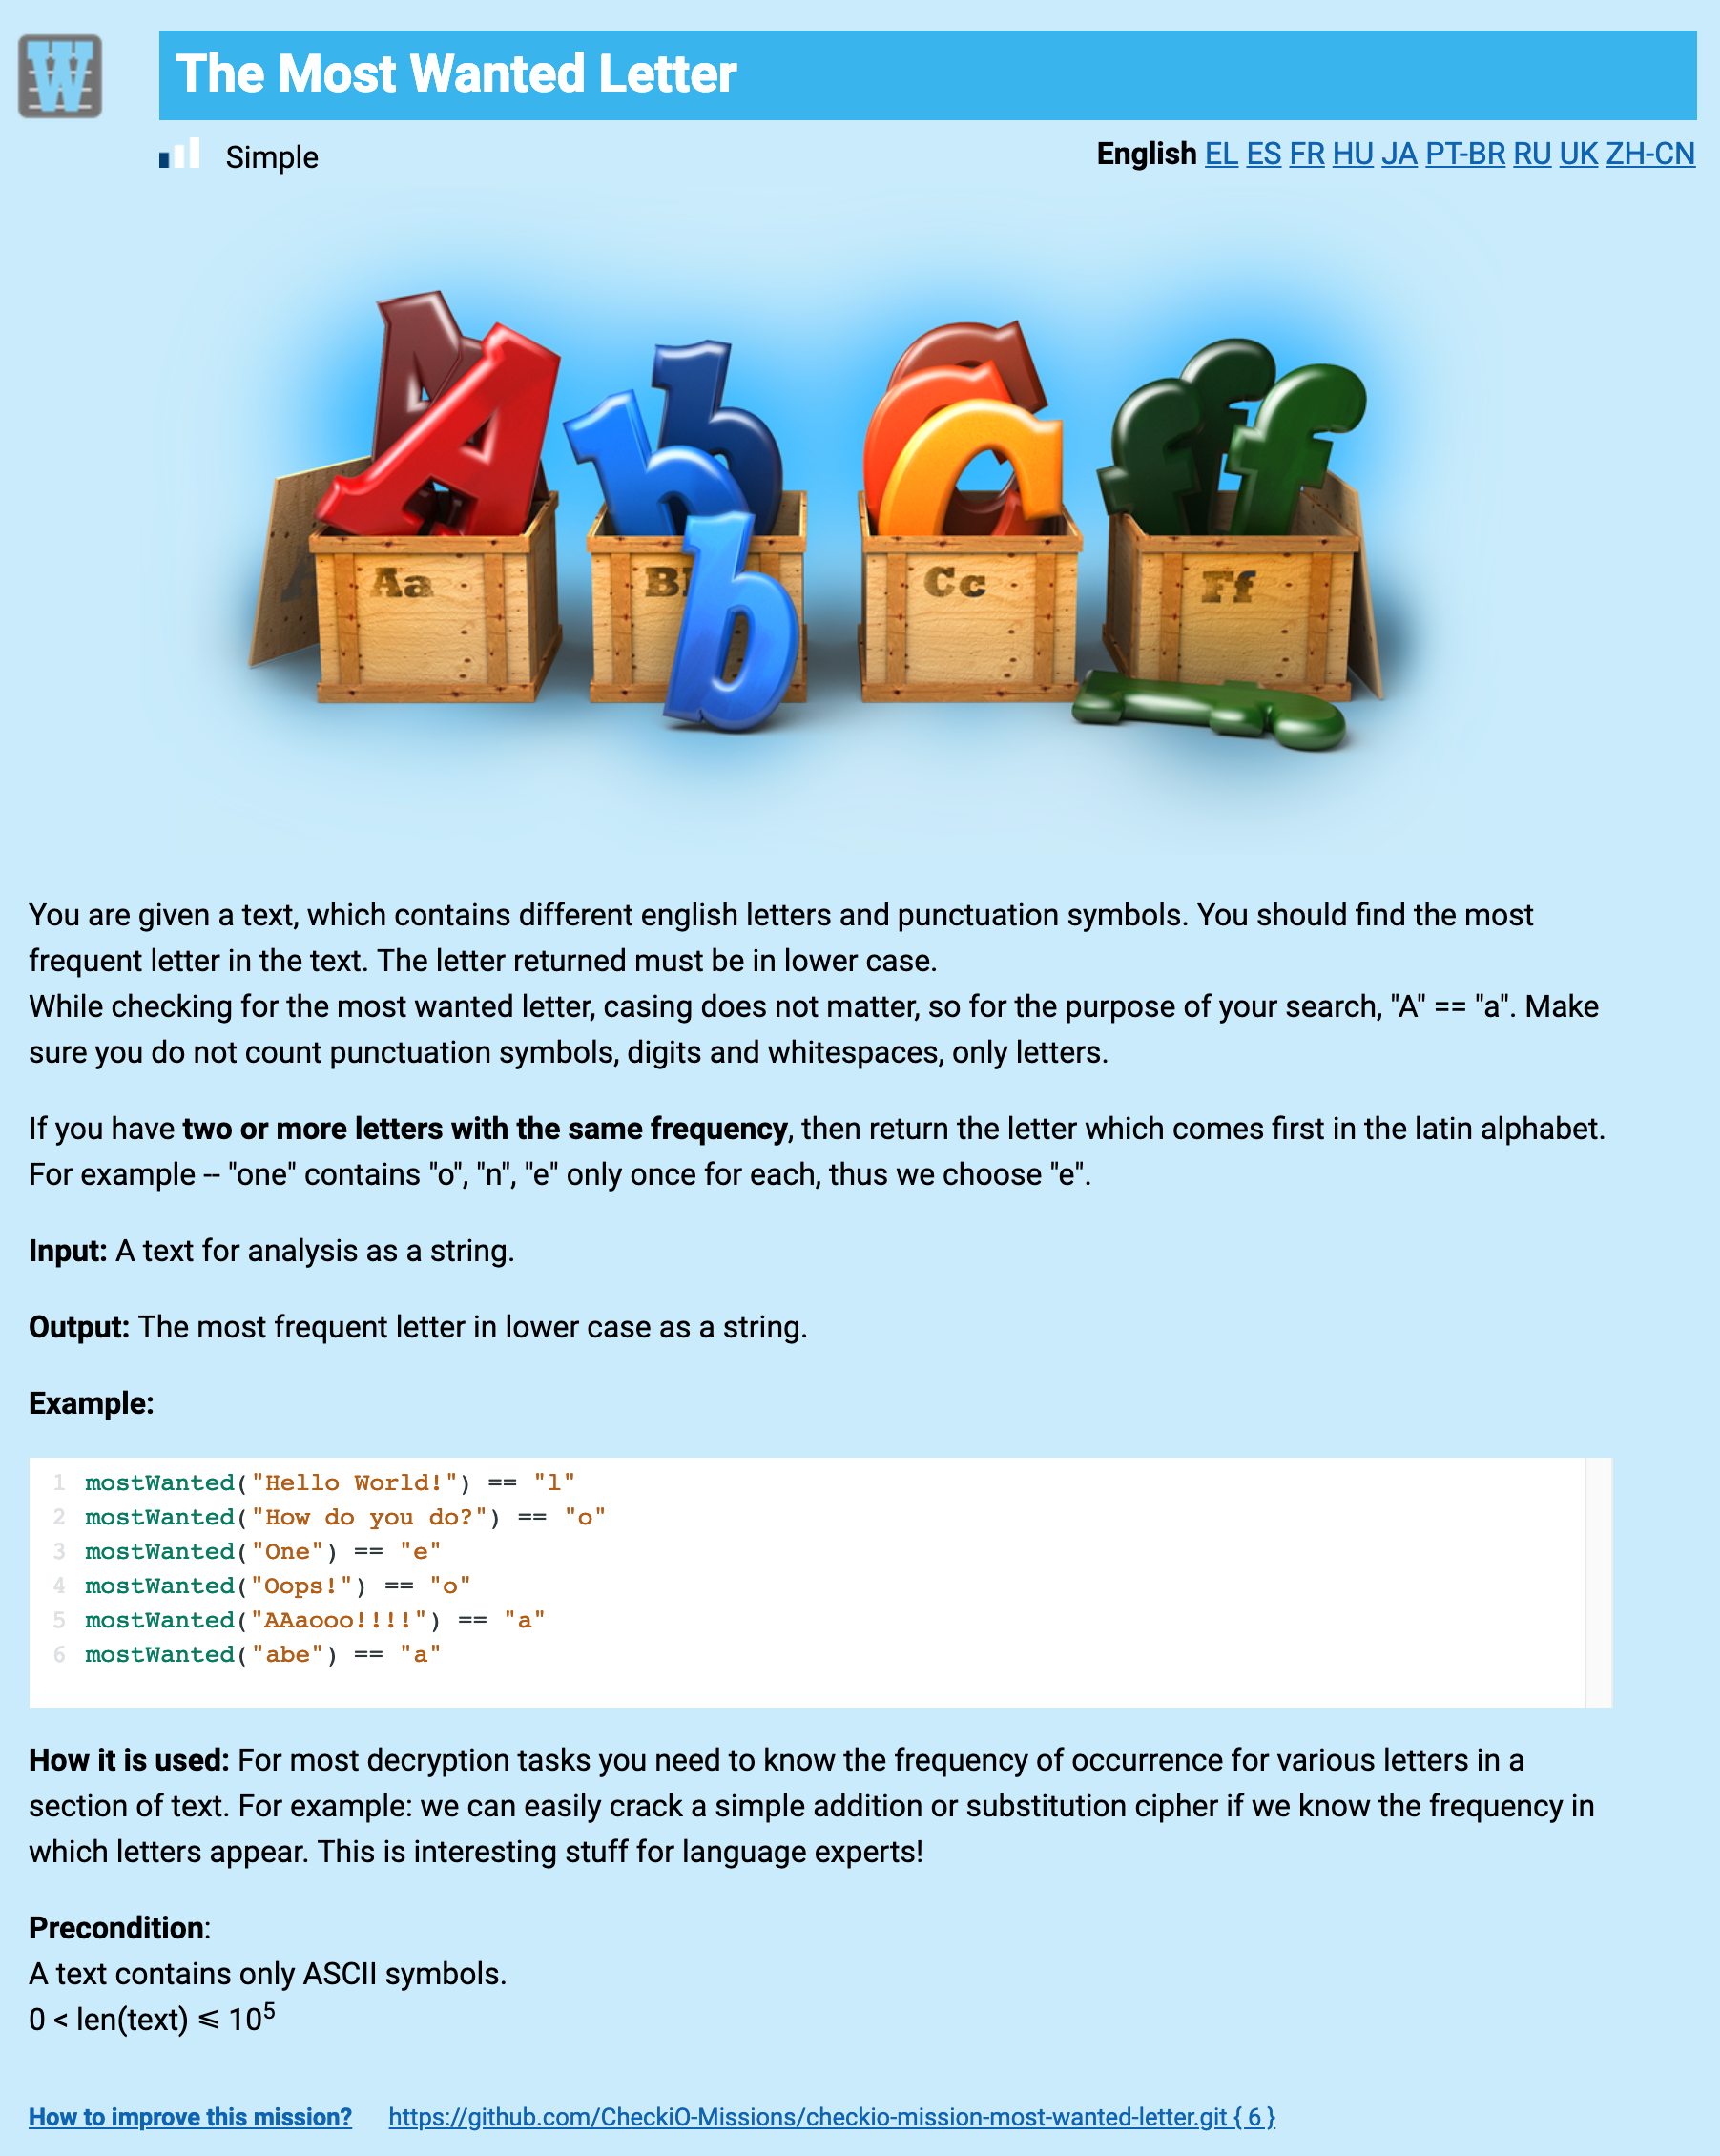 W
The Most Wanted Letter
Simple
English EL ES FR HU JA PT-BR RU UK ZH-CN
A A b b C C C f f f
Aa
B
b
Cc
Ff
f
You are given a text, which contains different english letters and punctuation symbols. You should find the most
frequent letter in the text. The letter returned must be in lower case.
While checking for the most wanted letter, casing does not matter, so for the purpose of your search, "A" == "a". Make
sure you do not count punctuation symbols, digits and whitespaces, only letters.
If you have two or more letters with the same frequency, then return the letter which comes first in the latin alphabet.
For example -- "one" contains "o", "n", "e" only once for each, thus we choose "e".
Input: A text for analysis as a string.
Output: The most frequent letter in lower case as a string.
Example:
1 mostWanted("Hello World!") == "l"
2 mostWanted("How do you do?") == "o"
3 mostWanted("One") == "e"
4 mostWanted("Oops!") == "o"
5 mostWanted("AAaooo!!!!") == "a"
6 mostWanted("abe") == "a"
How it is used: For most decryption tasks you need to know the frequency of occurrence for various letters in a
section of text. For example: we can easily crack a simple addition or substitution cipher if we know the frequency in
which letters appear. This is interesting stuff for language experts!
Precondition:
A text contains only ASCII symbols.
0 < len(text) ⩽ 10⁵
How to improve this mission? https://github.com/CheckiO-Missions/checkio-mission-most-wanted-letter.git { 6 }